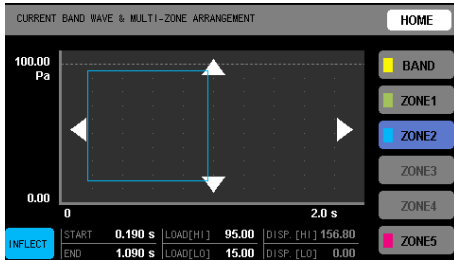 CURRENT BAND WAVE & MULTI-ZONE ARRANGEMENT
HOME
100.00
Pa
0.00
0
2.0 s
BAND
ZONE1
ZONE2
ZONE3
ZONE4
ZONE5
INFLECT
START 0.190 s LOAD[HI] 95.00 DISP.[HI] 156.80
END 1.090 s LOAD[LO] 15.00 DISP.[LO] 0.00